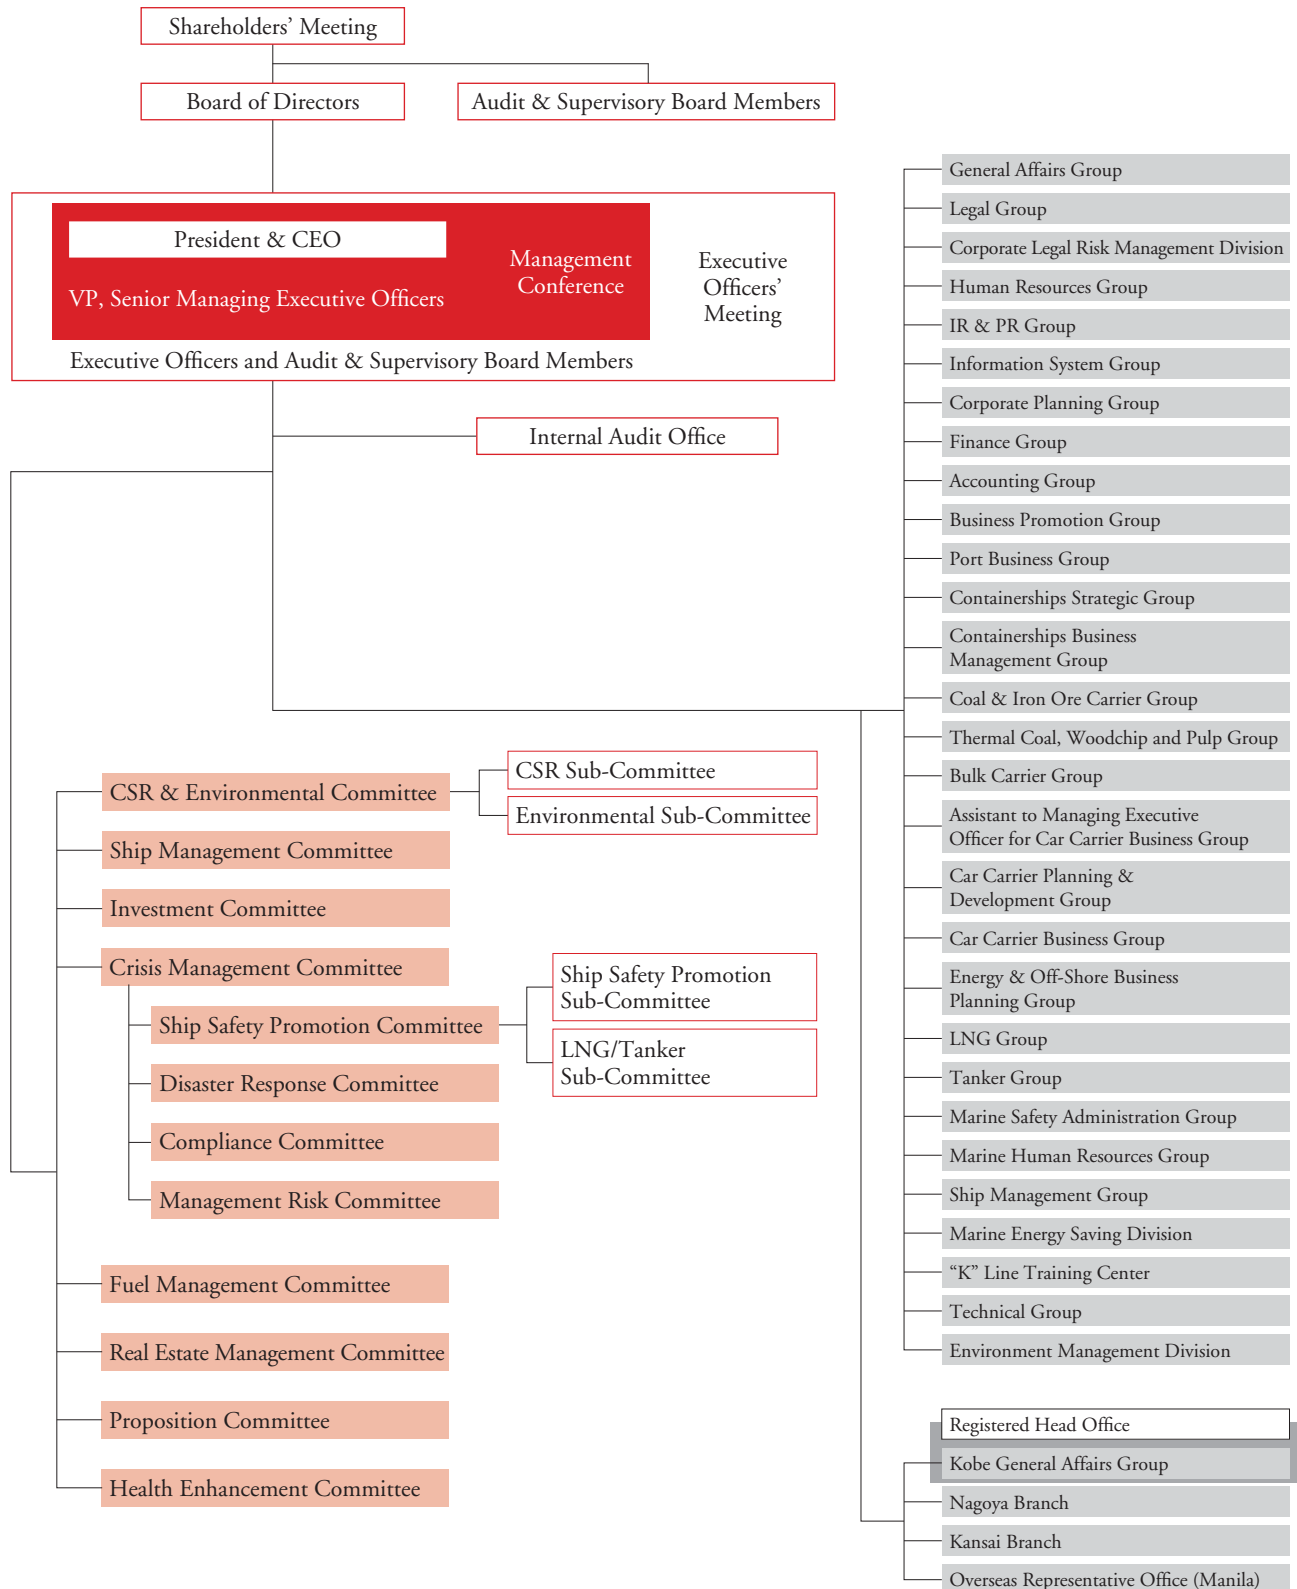 Shareholders’ Meeting
Board of Directors
Audit & Supervisory Board Members
President & CEO
VP, Senior Managing Executive Officers
Management
Conference
Executive
Officers’
Meeting
Executive Officers and Audit & Supervisory Board Members
Internal Audit Office
CSR & Environmental Committee
CSR Sub-Committee
Environmental Sub-Committee
Ship Management Committee
Investment Committee
Crisis Management Committee
Ship Safety Promotion Committee
Ship Safety Promotion
Sub-Committee
LNG/Tanker
Sub-Committee
Disaster Response Committee
Compliance Committee
Management Risk Committee
Fuel Management Committee
Real Estate Management Committee
Proposition Committee
Health Enhancement Committee
General Affairs Group
Legal Group
Corporate Legal Risk Management Division
Human Resources Group
IR & PR Group
Information System Group
Corporate Planning Group
Finance Group
Accounting Group
Business Promotion Group
Port Business Group
Containerships Strategic Group
Containerships Business
Management Group
Coal & Iron Ore Carrier Group
Thermal Coal, Woodchip and Pulp Group
Bulk Carrier Group
Assistant to Managing Executive
Officer for Car Carrier Business Group
Car Carrier Planning &
Development Group
Car Carrier Business Group
Energy & Off-Shore Business
Planning Group
LNG Group
Tanker Group
Marine Safety Administration Group
Marine Human Resources Group
Ship Management Group
Marine Energy Saving Division
“K” Line Training Center
Technical Group
Environment Management Division
Registered Head Office
Kobe General Affairs Group
Nagoya Branch
Kansai Branch
Overseas Representative Office (Manila)